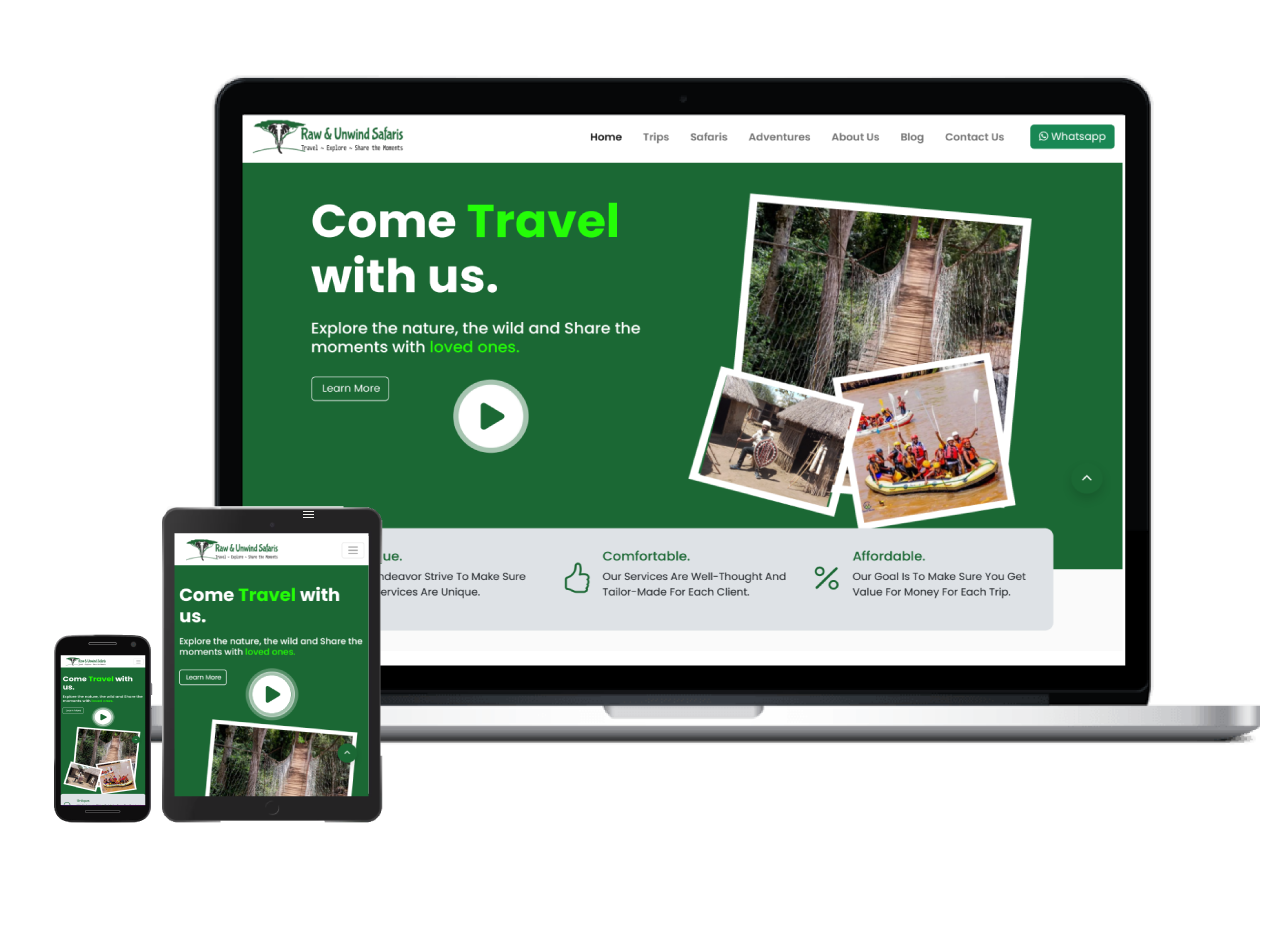 Raw & Unwind Safaris
Travel ~ Explore ~ Share the Moments
Home Trips Safaris Adventures About Us Blog Contact Us Whatsapp
Come Travel
with us.
Explore the nature, the wild and Share the
moments with loved ones.
Learn More
ue.
ndeavor Strive To Make Sure
ervices Are Unique.
Comfortable.
Our Services Are Well-Thought And
Tailor-Made For Each Client.
Affordable.
Our Goal Is To Make Sure You Get
Value For Money For Each Trip.
Raw & Unwind Safaris
Travel ~ Explore ~ Share the Moments
Come Travel with
us.
Explore the nature, the wild and Share the
moments with loved ones.
Learn More
Raw & Unwind Safaris
Come Travel with
us.
Explore the nature, the wild and Share the
moments with loved ones.
Learn More
Unique